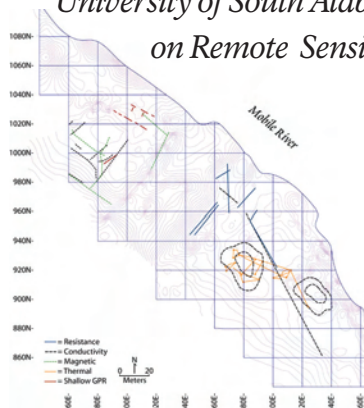 University of South Alab
on Remote Sensi
Mobile River
1080N-
1060N-
1040N-
1020N-
1000N-
980N-
960N-
940N-
920N-
900N-
880N-
860N-
= Resistance
= Conductivity
= Magnetic
= Thermal
= Shallow GPR
N
0 20
Meters